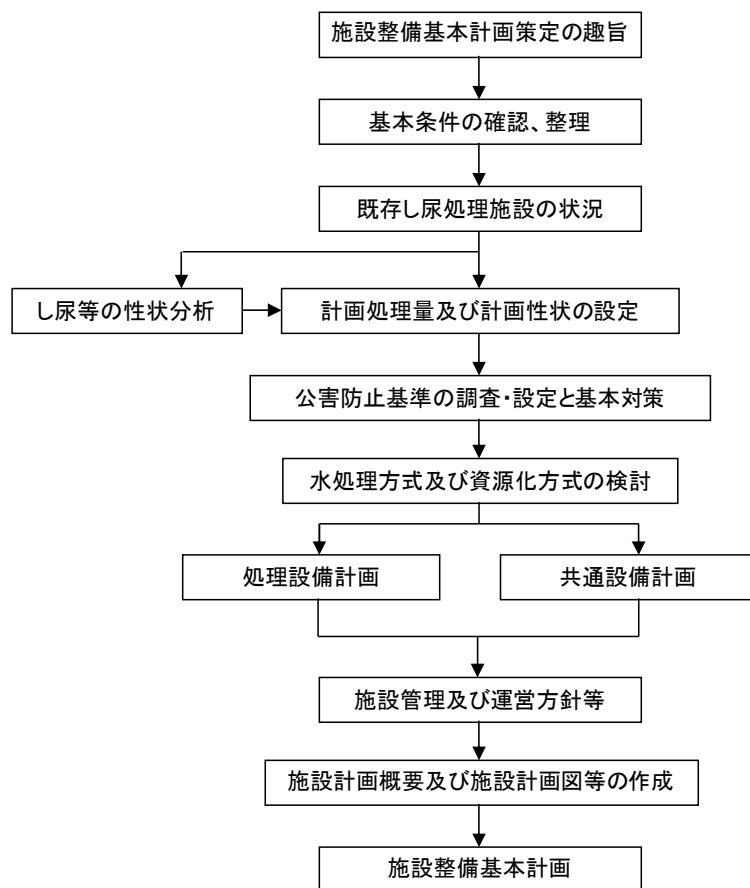 施設整備基本計画策定の趣旨
基本条件の確認、整理
既存し尿処理施設の状況
し尿等の性状分析
計画処理量及び計画性状の設定
公害防止基準の調査・設定と基本対策
水処理方式及び資源化方式の検討
処理設備計画
共通設備計画
施設管理及び運営方針等
施設計画概要及び施設計画図等の作成
施設整備基本計画